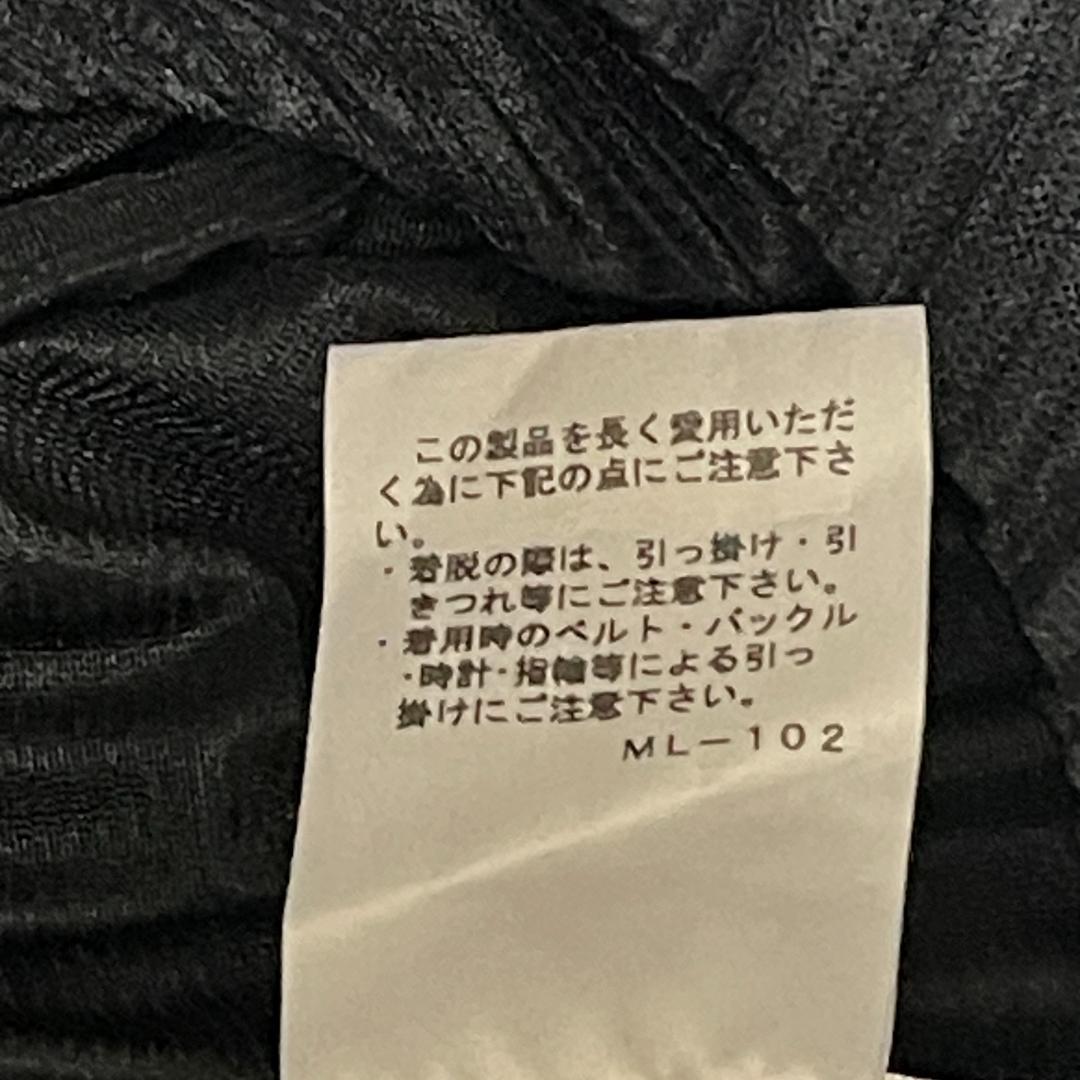 この製品を長く愛用いただ
く為に下記の点にご注意下さ
い。
・着脱の際は、引っ掛け・引
きつれ等にご注意下さい。
・着用時のベルト・バックル
・時計・指輪等による引っ
掛けにご注意下さい。
ML－102